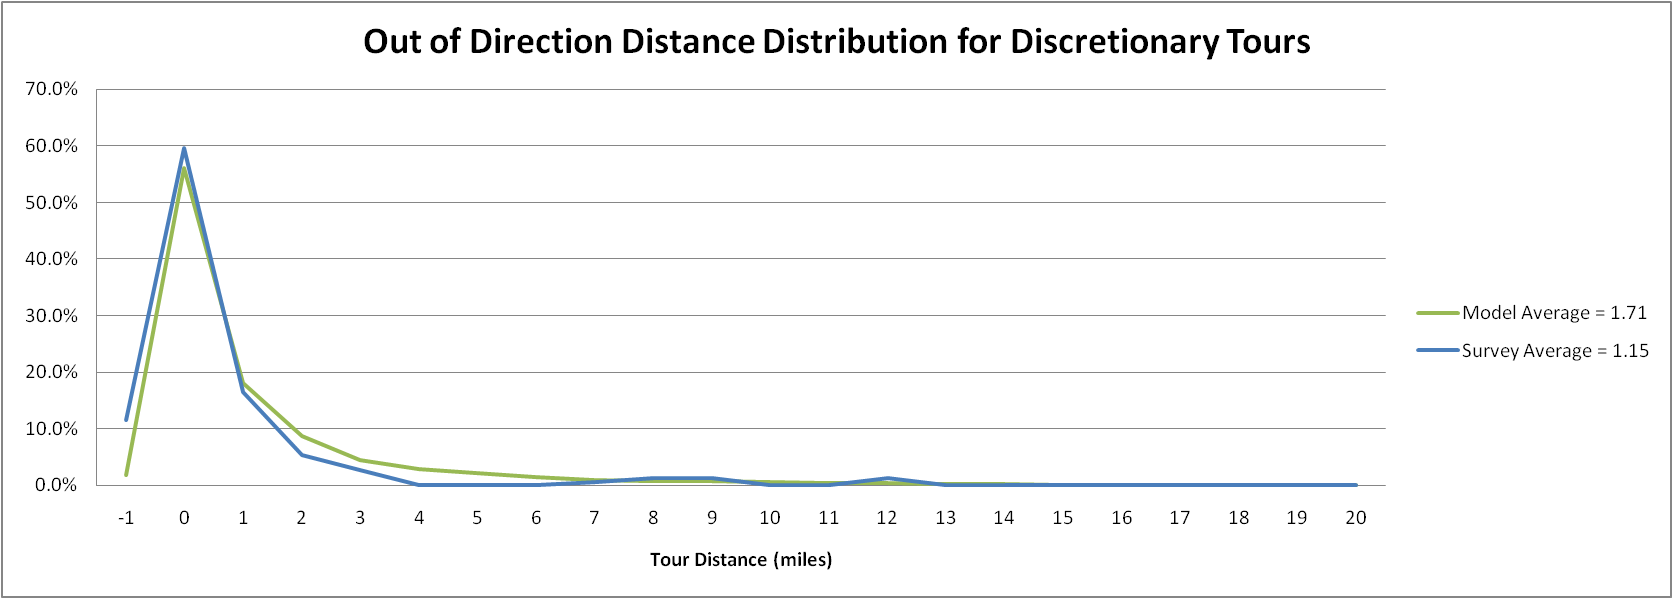 Out of Direction Distance Distribution for Discretionary Tours
70.0%
60.0%
50.0%
40.0%
30.0%
20.0%
10.0%
0.0%
-1 0 1 2 3 4 5 6 7 8 9 10 11 12 13 14 15 16 17 18 19 20
Tour Distance (miles)
Model Average = 1.71
Survey Average = 1.15